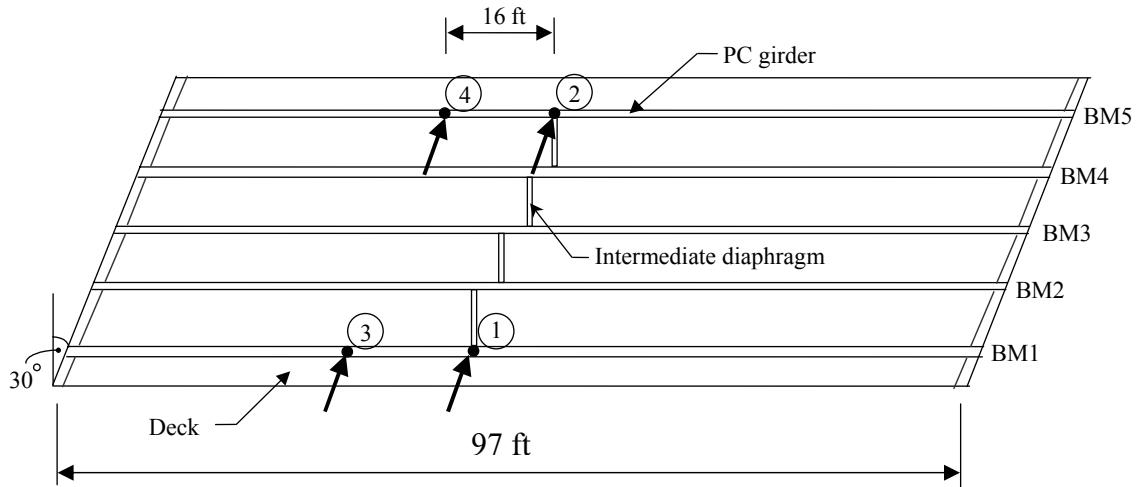 16 ft
PC girder
4
2
BM5
BM4
Intermediate diaphragm
BM3
BM2
3
1
BM1
30°
Deck
97 ft